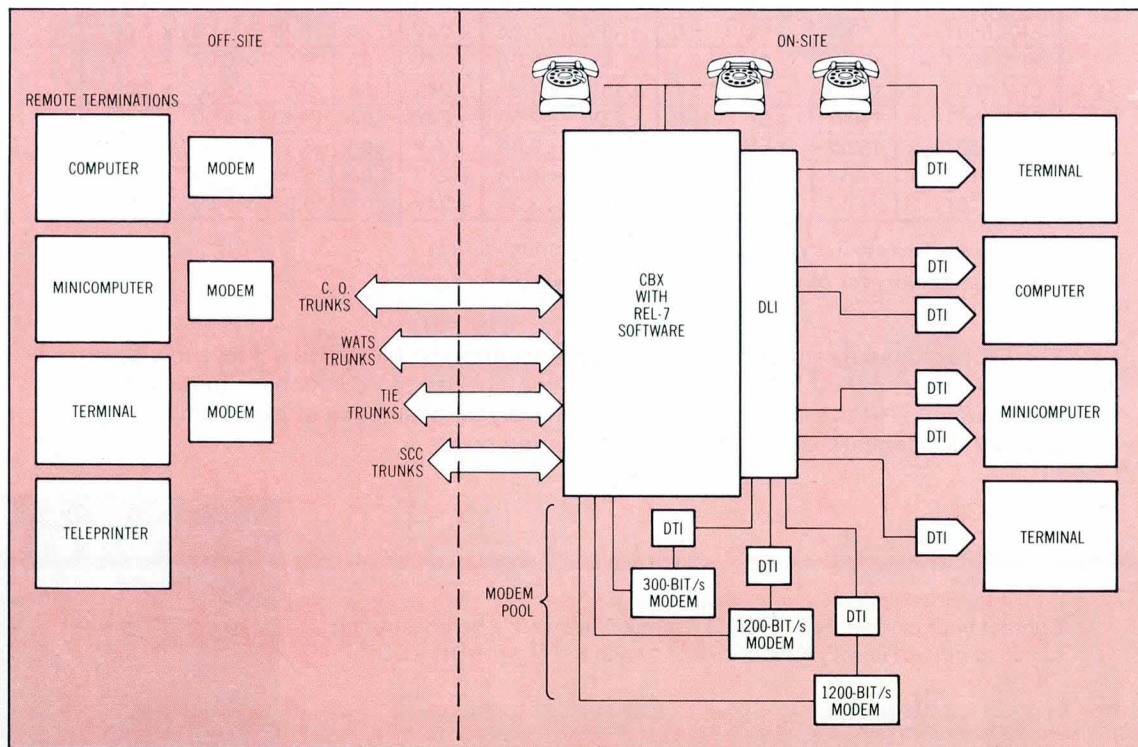 OFF-SITE
ON-SITE
REMOTE TERMINATIONS
COMPUTER
MODEM
MINICOMPUTER
MODEM
TERMINAL
MODEM
TELEPRINTER
C. O.
TRUNKS
WATS
TRUNKS
TIE
TRUNKS
SCC
TRUNKS
CBX
WITH
REL-7
SOFTWARE
DLI
DTI
TERMINAL
DTI
COMPUTER
DTI
DTI
MINICOMPUTER
DTI
DTI
TERMINAL
MODEM
POOL
DTI
300-BIT/s
MODEM
DTI
1200-BIT/s
MODEM
DTI
1200-BIT/s
MODEM